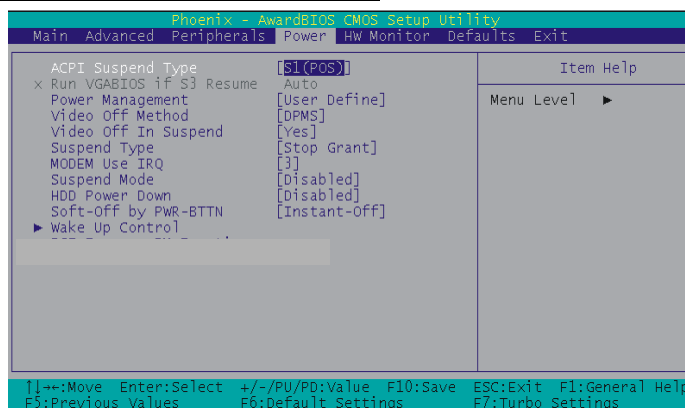 Phoenix - AwardBIOS CMOS Setup Utility
Main Advanced Peripherals Power HW Monitor Defaults Exit
ACPI Suspend Type [S1(POS)]
x Run VGABIOS if S3 Resume Auto
Power Management [User Define]
Video Off Method [DPMS]
Video Off In Suspend [Yes]
Suspend Type [Stop Grant]
MODEM Use IRQ [3]
Suspend Mode [Disabled]
HDD Power Down [Disabled]
Soft-Off by PWR-BTTN [Instant-Off]
► Wake Up Control
Item Help
Menu Level ►
↑↓→←:Move Enter:Select +/-/PU/PD:Value F10:Save ESC:Exit F1:General Help
F5:Previous Values F6:Default Settings F7:Turbo Settings